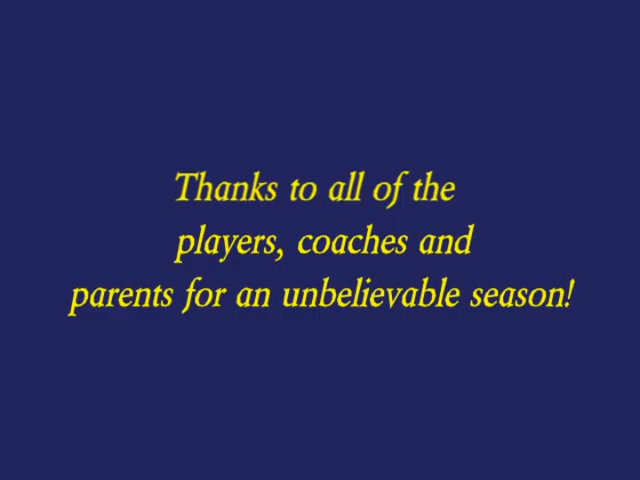 Thanks to all of the
players, coaches and
parents for an unbelievable season!